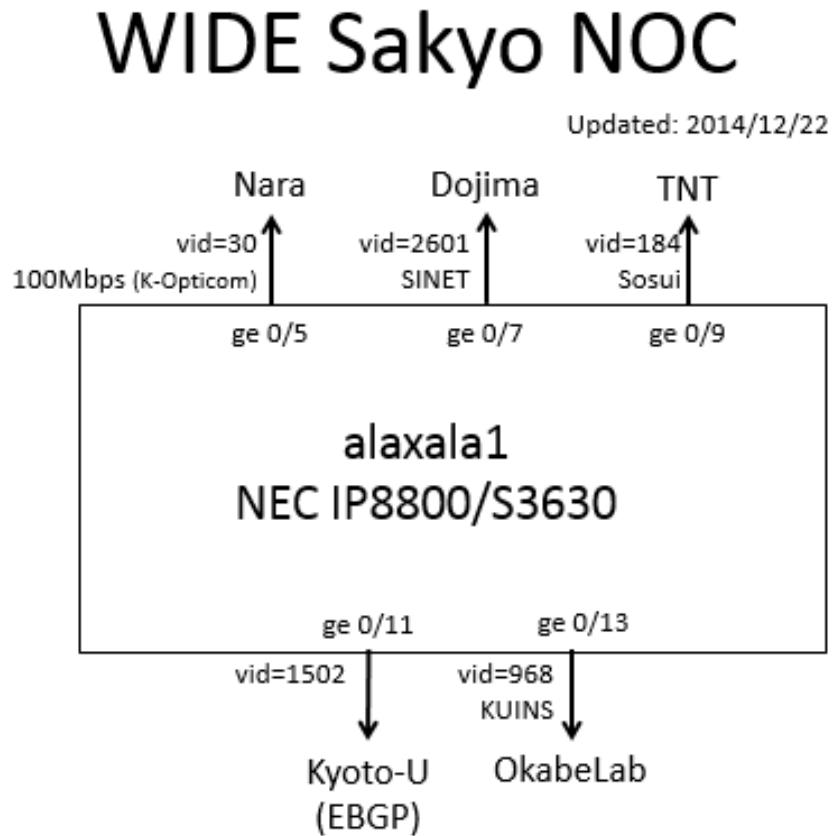 WIDE Sakyo NOC
Updated: 2014/12/22
Nara
Dojima
TNT
vid=30
100Mbps (K-Opticom)
vid=2601
SINET
vid=184
Sosui
ge 0/5
ge 0/7
ge 0/9
alaxala1
NEC IP8800/S3630
ge 0/11
ge 0/13
vid=1502
vid=968
KUINS
Kyoto-U
(EBGP)
OkabeLab